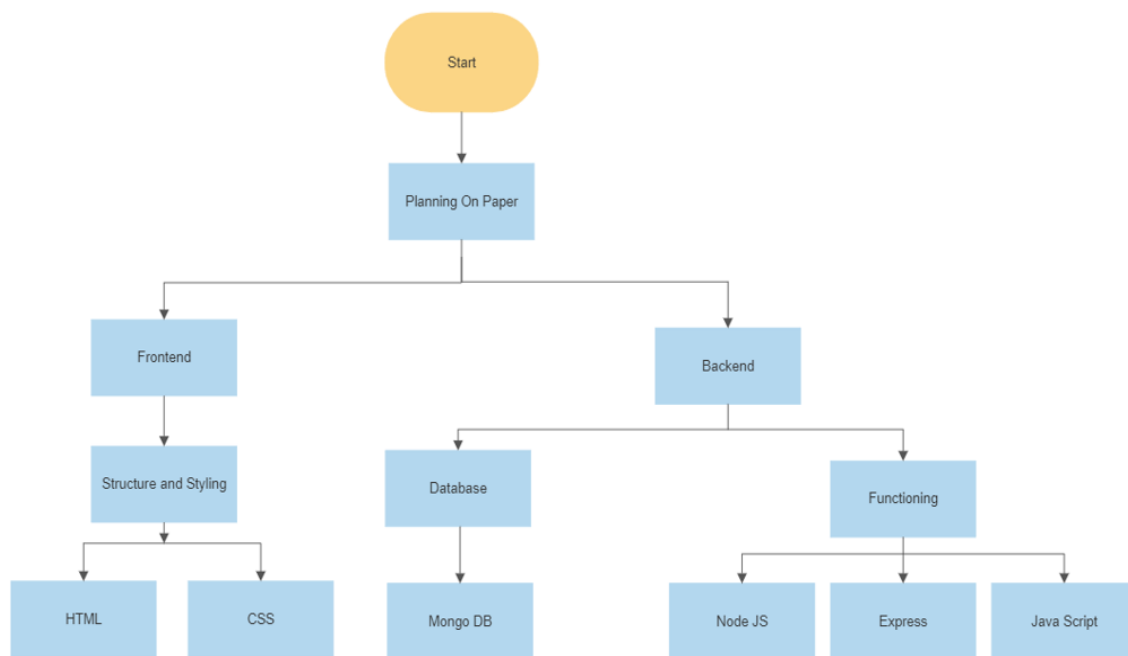 Start
Planning On Paper
Frontend
Backend
Structure and Styling
Database
Functioning
HTML
CSS
Mongo DB
Node JS
Express
Java Script